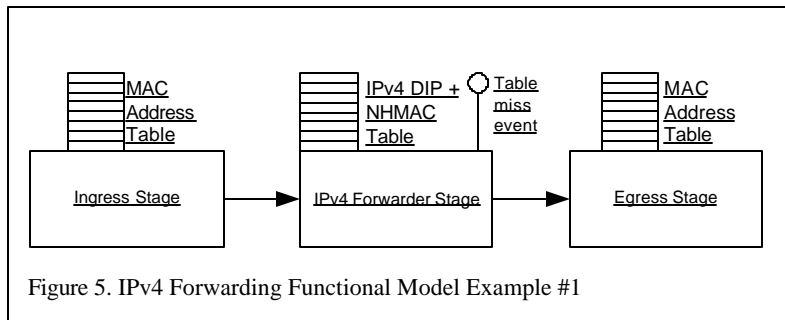 MAC
Address
Table
IPv4 DIP +
NHMAC
Table
Table
miss
event
MAC
Address
Table
Ingress Stage
IPv4 Forwarder Stage
Egress Stage
Figure 5. IPv4 Forwarding Functional Model Example #1